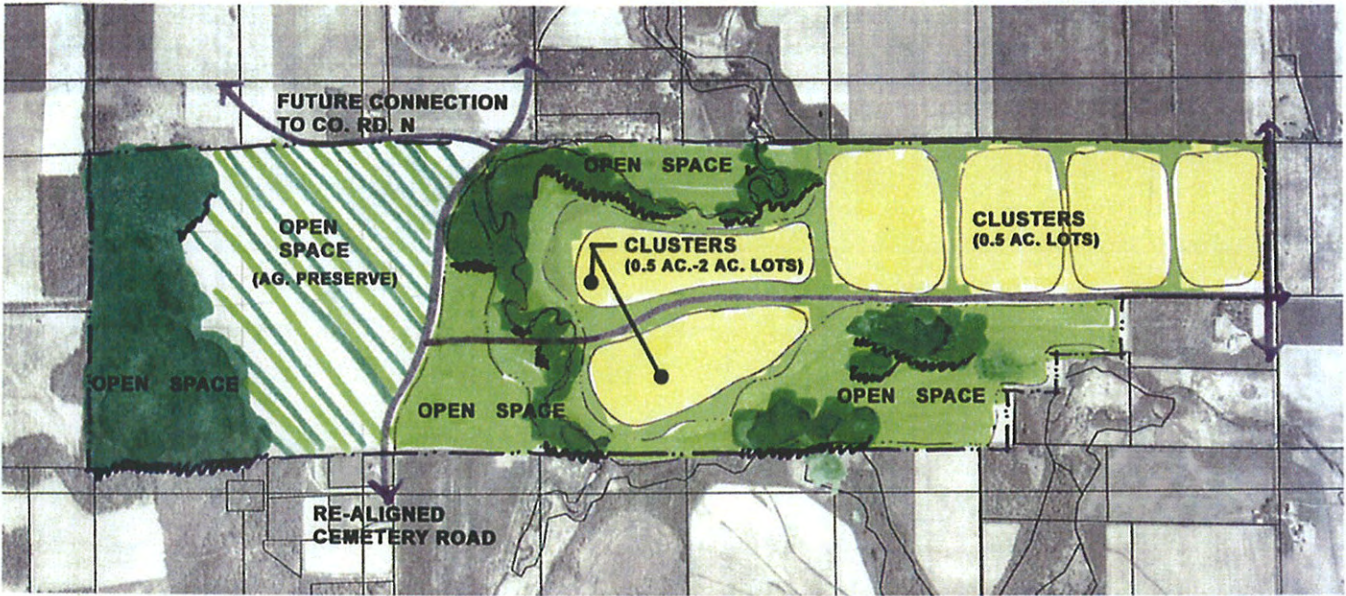 FUTURE CONNECTION
TO CO. RD. N
OPEN SPACE
OPEN
SPACE
(AG. PRESERVE)
CLUSTERS
(0.5 AC.-2 AC. LOTS)
CLUSTERS
(0.5 AC. LOTS)
OPEN SPACE
OPEN SPACE
OPEN SPACE
RE-ALIGNED
CEMETERY ROAD